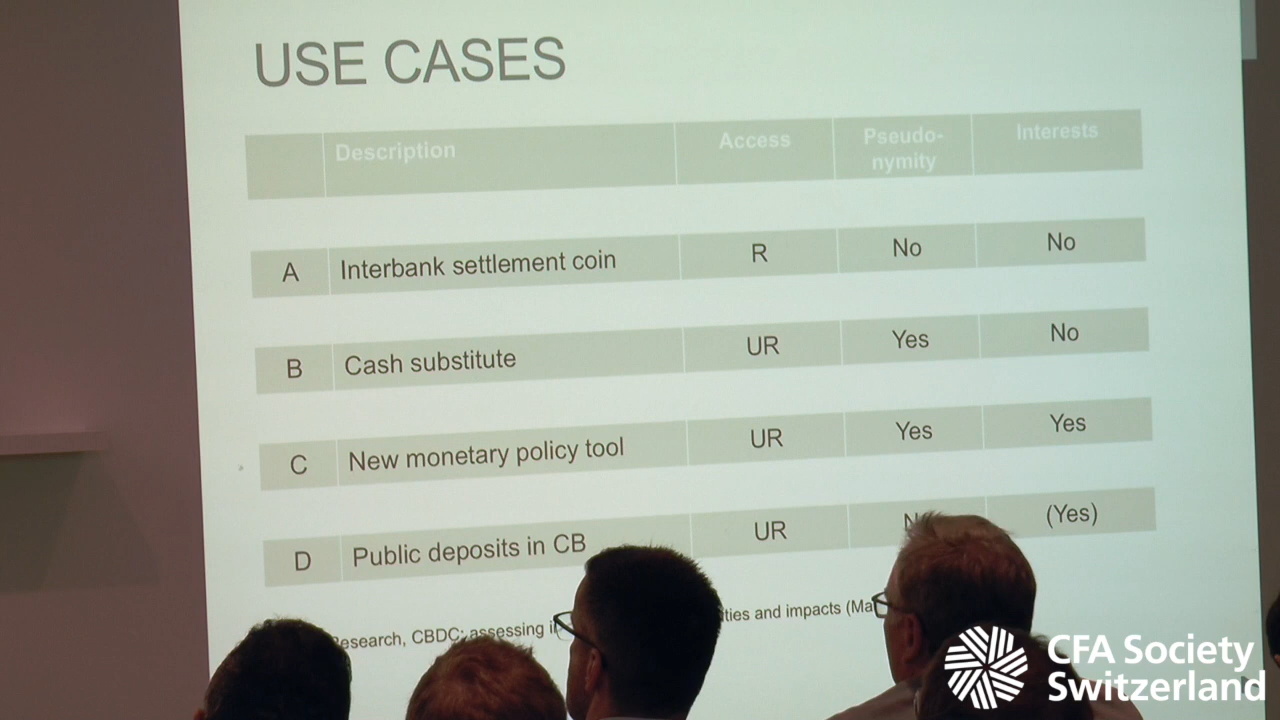 USE CASES
Description Access Pseudo-
nymity Interests
A Interbank settlement coin R No No
B Cash substitute UR Yes No
C New monetary policy tool UR Yes Yes
D Public deposits in CB UR (Yes)
Research, CBDC: assessing and impacts
CFA Society
Switzerland